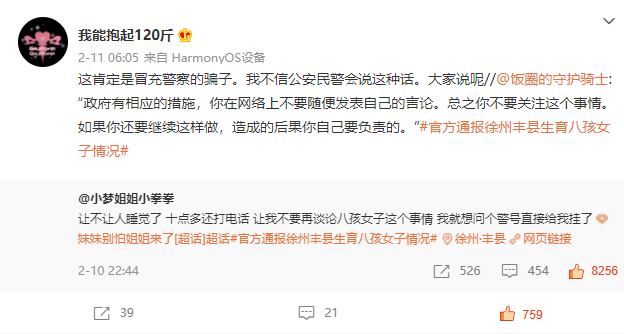 我能抱起120斤
2-11 06:05 来自 HarmonyOS设备
这肯定是冒充警察的骗子。我不信公安民警会说这种话。大家说呢//@饭圈的守护骑士:
“政府有相应的措施，你在网络上不要随便发表自己的言论。总之你不要关注这个事情。
如果你还要继续这样做，造成的后果你自己要负责的。”#官方通报徐州丰县生育八孩女
子情况#
@小梦姐姐小拳拳
让不让人睡觉了 十点多还打电话 让我不要再谈论八孩女子这个事情 我就想问个警号直接给我挂了
妹妹别怕姐姐来了[超话]超话#官方通报徐州丰县生育八孩女子情况# 徐州·丰县 网页链接
2-10 22:44 526 454 8256
39 21 759